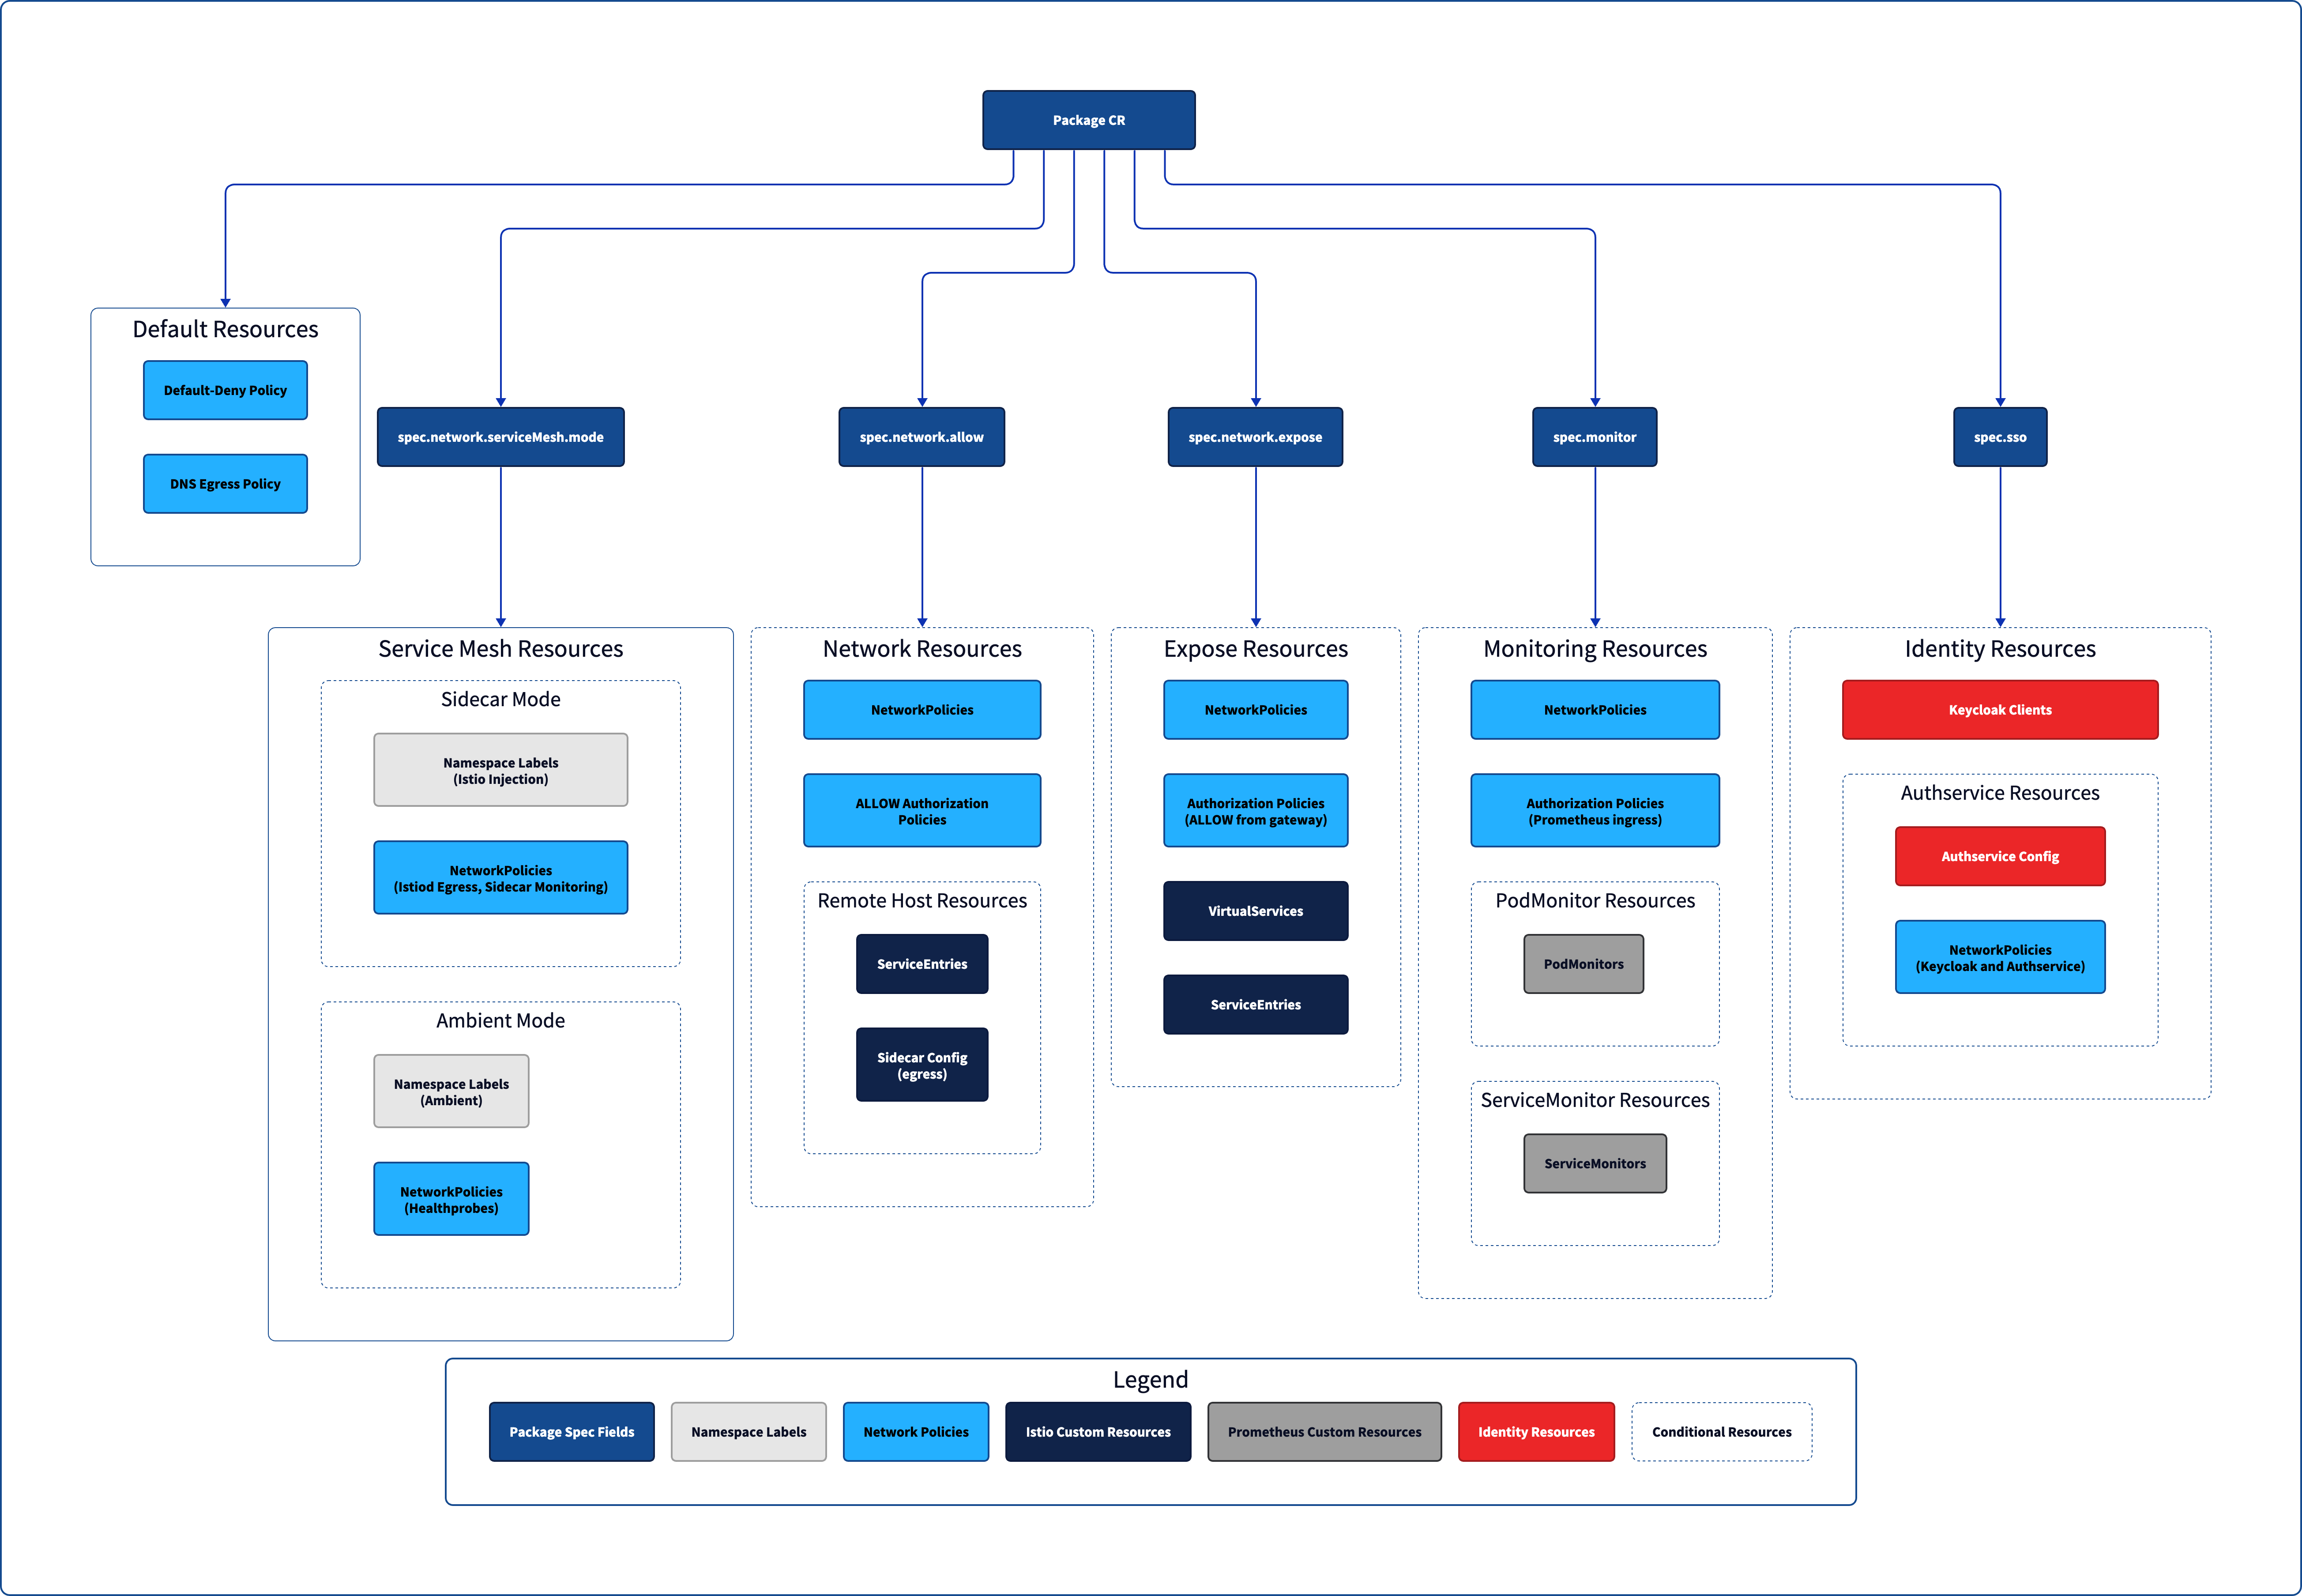 Package CR
Default Resources
Default-Deny Policy
DNS Egress Policy
spec.network.serviceMesh.mode
spec.network.allow
spec.network.expose
spec.monitor
spec.sso
Service Mesh Resources
Sidecar Mode
Namespace Labels
(Istio Injection)
NetworkPolicies
(Istiod Egress, Sidecar Monitoring)
Ambient Mode
Namespace Labels
(Ambient)
NetworkPolicies
(Healthprobes)
Network Resources
NetworkPolicies
ALLOW Authorization
Policies
Remote Host Resources
ServiceEntries
Sidecar Config
(egress)
Expose Resources
NetworkPolicies
Authorization Policies
(ALLOW from gateway)
VirtualServices
ServiceEntries
Monitoring Resources
NetworkPolicies
Authorization Policies
(Prometheus ingress)
PodMonitor Resources
PodMonitors
ServiceMonitor Resources
ServiceMonitors
Identity Resources
Keycloak Clients
Authservice Resources
Authservice Config
NetworkPolicies
(Keycloak and Authservice)
Legend
Package Spec Fields
Namespace Labels
Network Policies
Istio Custom Resources
Prometheus Custom Resources
Identity Resources
Conditional Resources